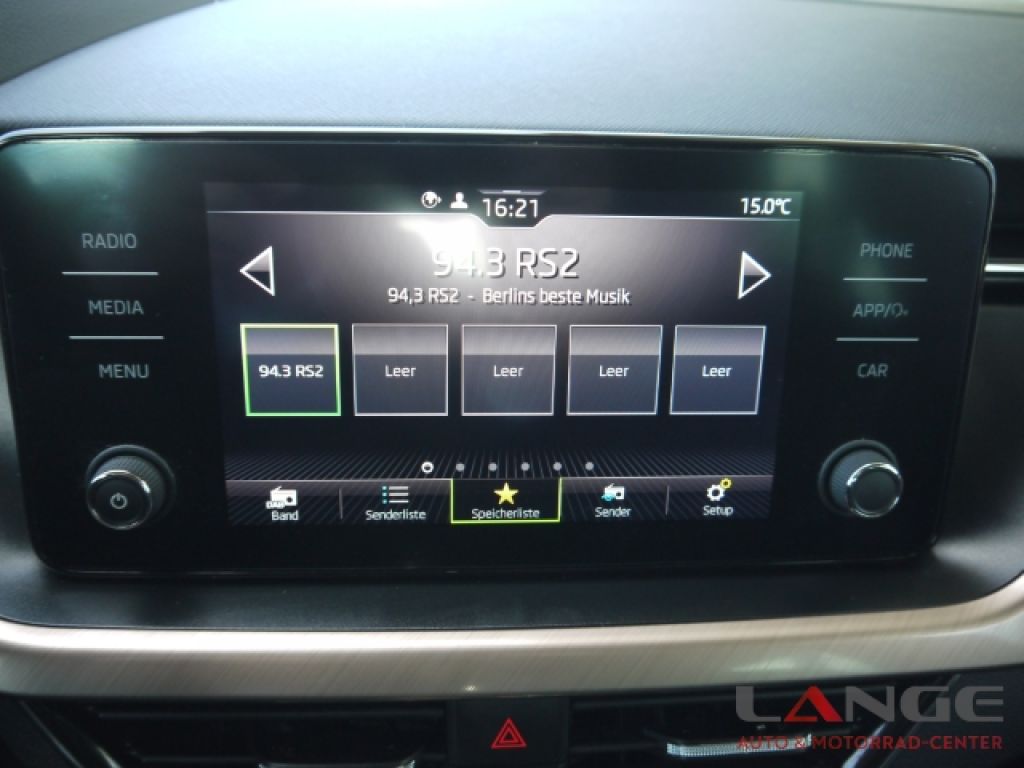 16:21
15.0°C
RADIO
MEDIA
MENU
94.3 RS2
94,3 RS2 - Berlins beste Musik
94.3 RS2
Leer
Leer
Leer
Leer
DAB
Band
Senderliste
Speicherliste
Sender
Setup
PHONE
APP/
CAR
LANGE
AUTO & MOTORRAD-CENTER